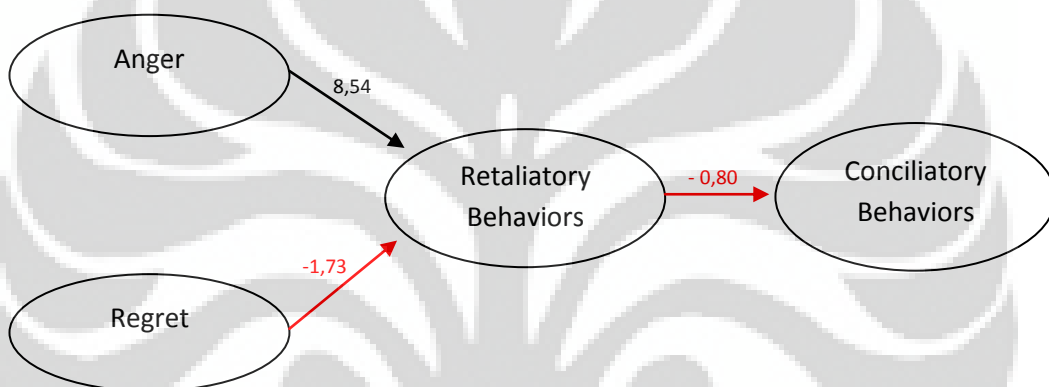 Anger
8,54
Retaliatory
Behaviors
- 0,80
Conciliatory
Behaviors
-1,73
Regret